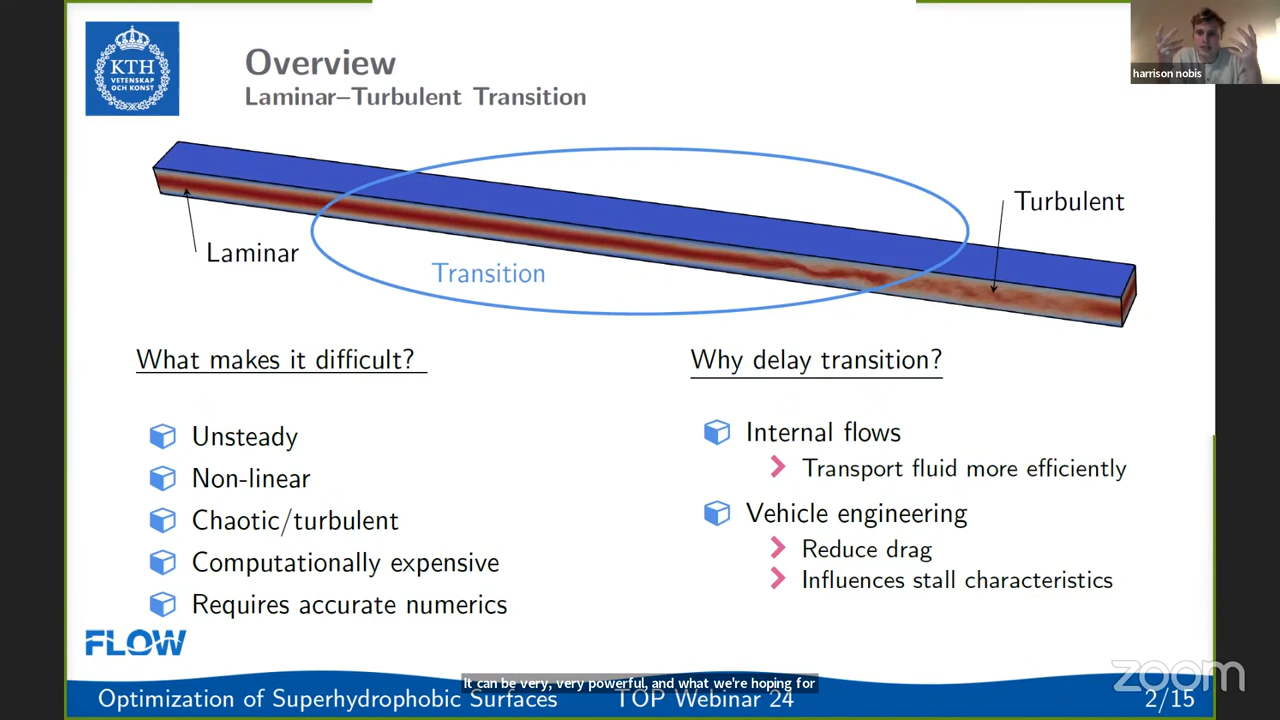 KTH
VETENSKAP
OCH KONST
Overview
Laminar–Turbulent Transition
harrison nobis
Turbulent
Laminar
Transition
What makes it difficult?
Unsteady
Non-linear
Chaotic/turbulent
Computationally expensive
Requires accurate numerics
Why delay transition?
Internal flows
Transport fluid more efficiently
Vehicle engineering
Reduce drag
Influences stall characteristics
FLOW
zoom
It can be very, very powerful, and what we're hoping for
Optimization of Superhydrophobic Surfaces
TOP Webinar 24
2/15